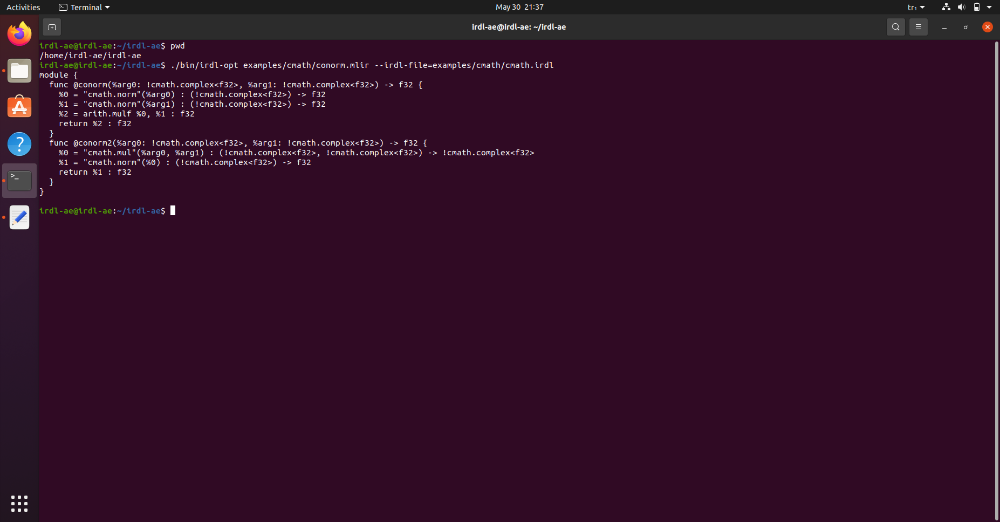 Activities
Terminal
May 30 21:37
tr₁
irdl-ae@irdl-ae: ~/irdl-ae
irdl-ae@irdl-ae:~/irdl-ae$ pwd
/home/irdl-ae/irdl-ae
irdl-ae@irdl-ae:~/irdl-ae$ ./bin/irdl-opt examples/cmath/conorm.mlir --irdl-file=examples/cmath/cmath.irdl
module {
  func @conorm(%arg0: !cmath.complex<f32>, %arg1: !cmath.complex<f32>) -> f32 {
    %0 = "cmath.norm"(%arg0) : (!cmath.complex<f32>) -> f32
    %1 = "cmath.norm"(%arg1) : (!cmath.complex<f32>) -> f32
    %2 = arith.mulf %0, %1 : f32
    return %2 : f32
  }
  func @conorm2(%arg0: !cmath.complex<f32>, %arg1: !cmath.complex<f32>) -> f32 {
    %0 = "cmath.mul"(%arg0, %arg1) : (!cmath.complex<f32>, !cmath.complex<f32>) -> !cmath.complex<f32>
    %1 = "cmath.norm"(%0) : (!cmath.complex<f32>) -> f32
    return %1 : f32
  }
}
irdl-ae@irdl-ae:~/irdl-ae$